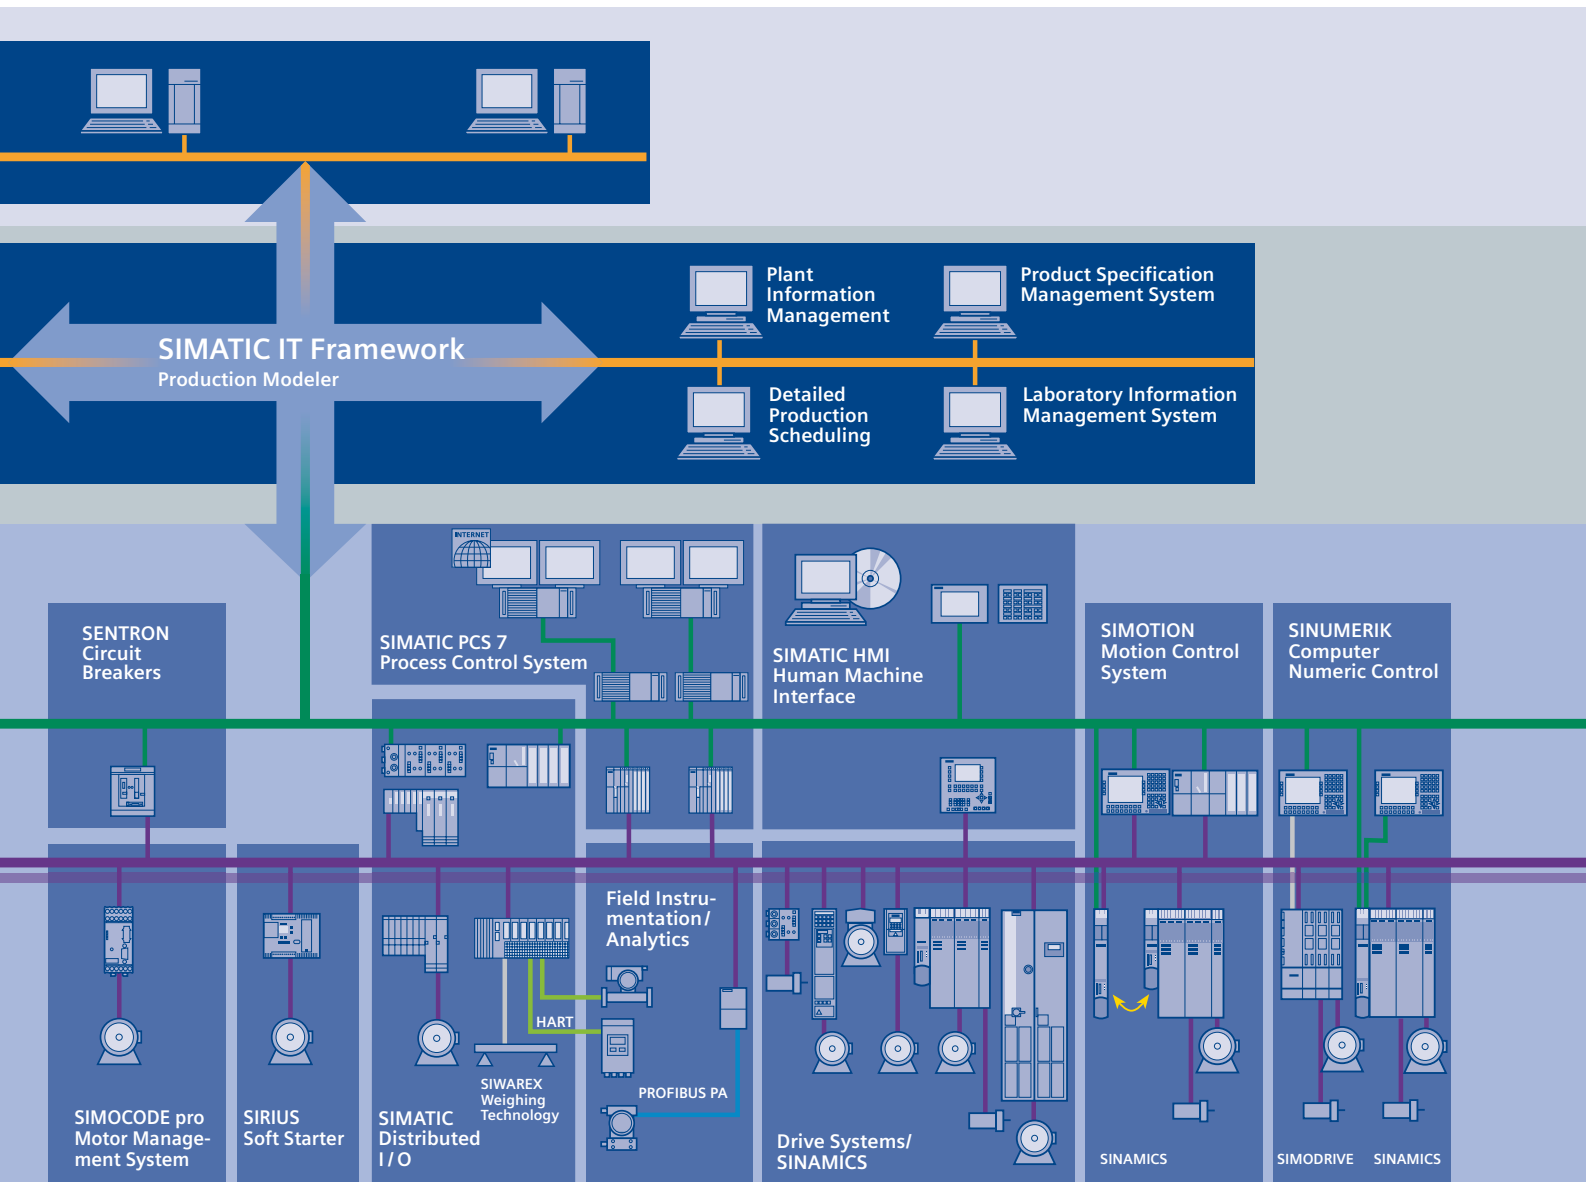 Plant
Information
Management
Product Specification
Management System
SIMATIC IT Framework
Production Modeler
Detailed
Production
Scheduling
Laboratory Information
Management System
INTERNET
SENTRON
Circuit
Breakers
SIMATIC PCS 7
Process Control System
SIMATIC HMI
Human Machine
Interface
SIMOTION
Motion Control
System
SINUMERIK
Computer
Numeric Control
Field Instru-
mentation/
Analytics
HART
SIWAREX
Weighing
Technology
PROFIBUS PA
SIMOCODE pro
Motor Manage-
ment System
SIRIUS
Soft Starter
SIMATIC
Distributed
I/O
Drive Systems/
SINAMICS
SINAMICS
SIMODRIVE
SINAMICS